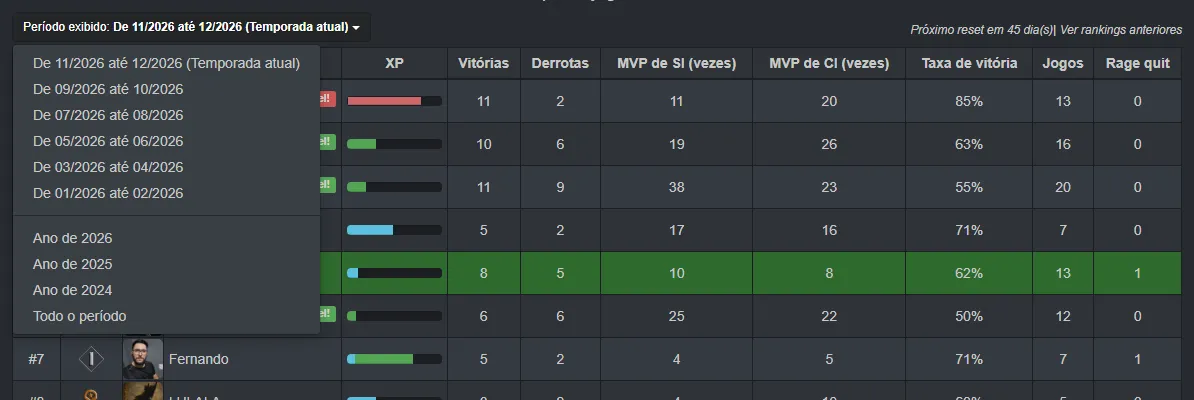 Período exibido: De 11/2026 até 12/2026 (Temporada atual)
Próximo reset em 45 dia(s)| Ver rankings anteriores
De 11/2026 até 12/2026 (Temporada atual)
De 09/2026 até 10/2026
De 07/2026 até 08/2026
De 05/2026 até 06/2026
De 03/2026 até 04/2026
De 01/2026 até 02/2026
Ano de 2026
Ano de 2025
Ano de 2024
Todo o período
XP Vitórias Derrotas MVP de SI (vezes) MVP de CI (vezes) Taxa de vitória Jogos Rage quit
el! 11 2 11 20 85% 13 0
el! 10 6 19 26 63% 16 0
el! 11 9 38 23 55% 20 0
5 2 17 16 71% 7 0
8 5 10 8 62% 13 1
el! 6 6 25 22 50% 12 0
#7 I Fernando 5 2 4 5 71% 7 1